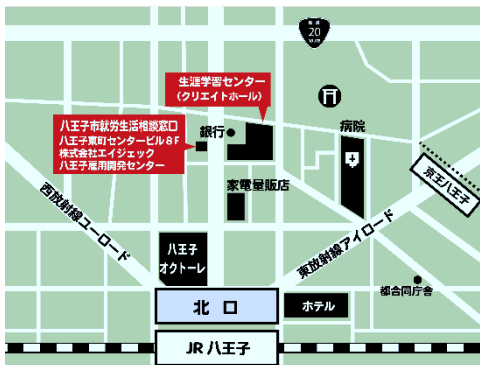 国道
20
生涯学習センター
(クリエイトホール)
八王子市就労生活相談窓口
八王子東町センタービル8F
株式会社エイジェック
八王子雇用開発センター
銀行
病院
家電量販店
京王八王子
西放射線ユーロード
東放射線アイロード
八王子
オクトーレ
都合同庁舎
北口
ホテル
JR八王子